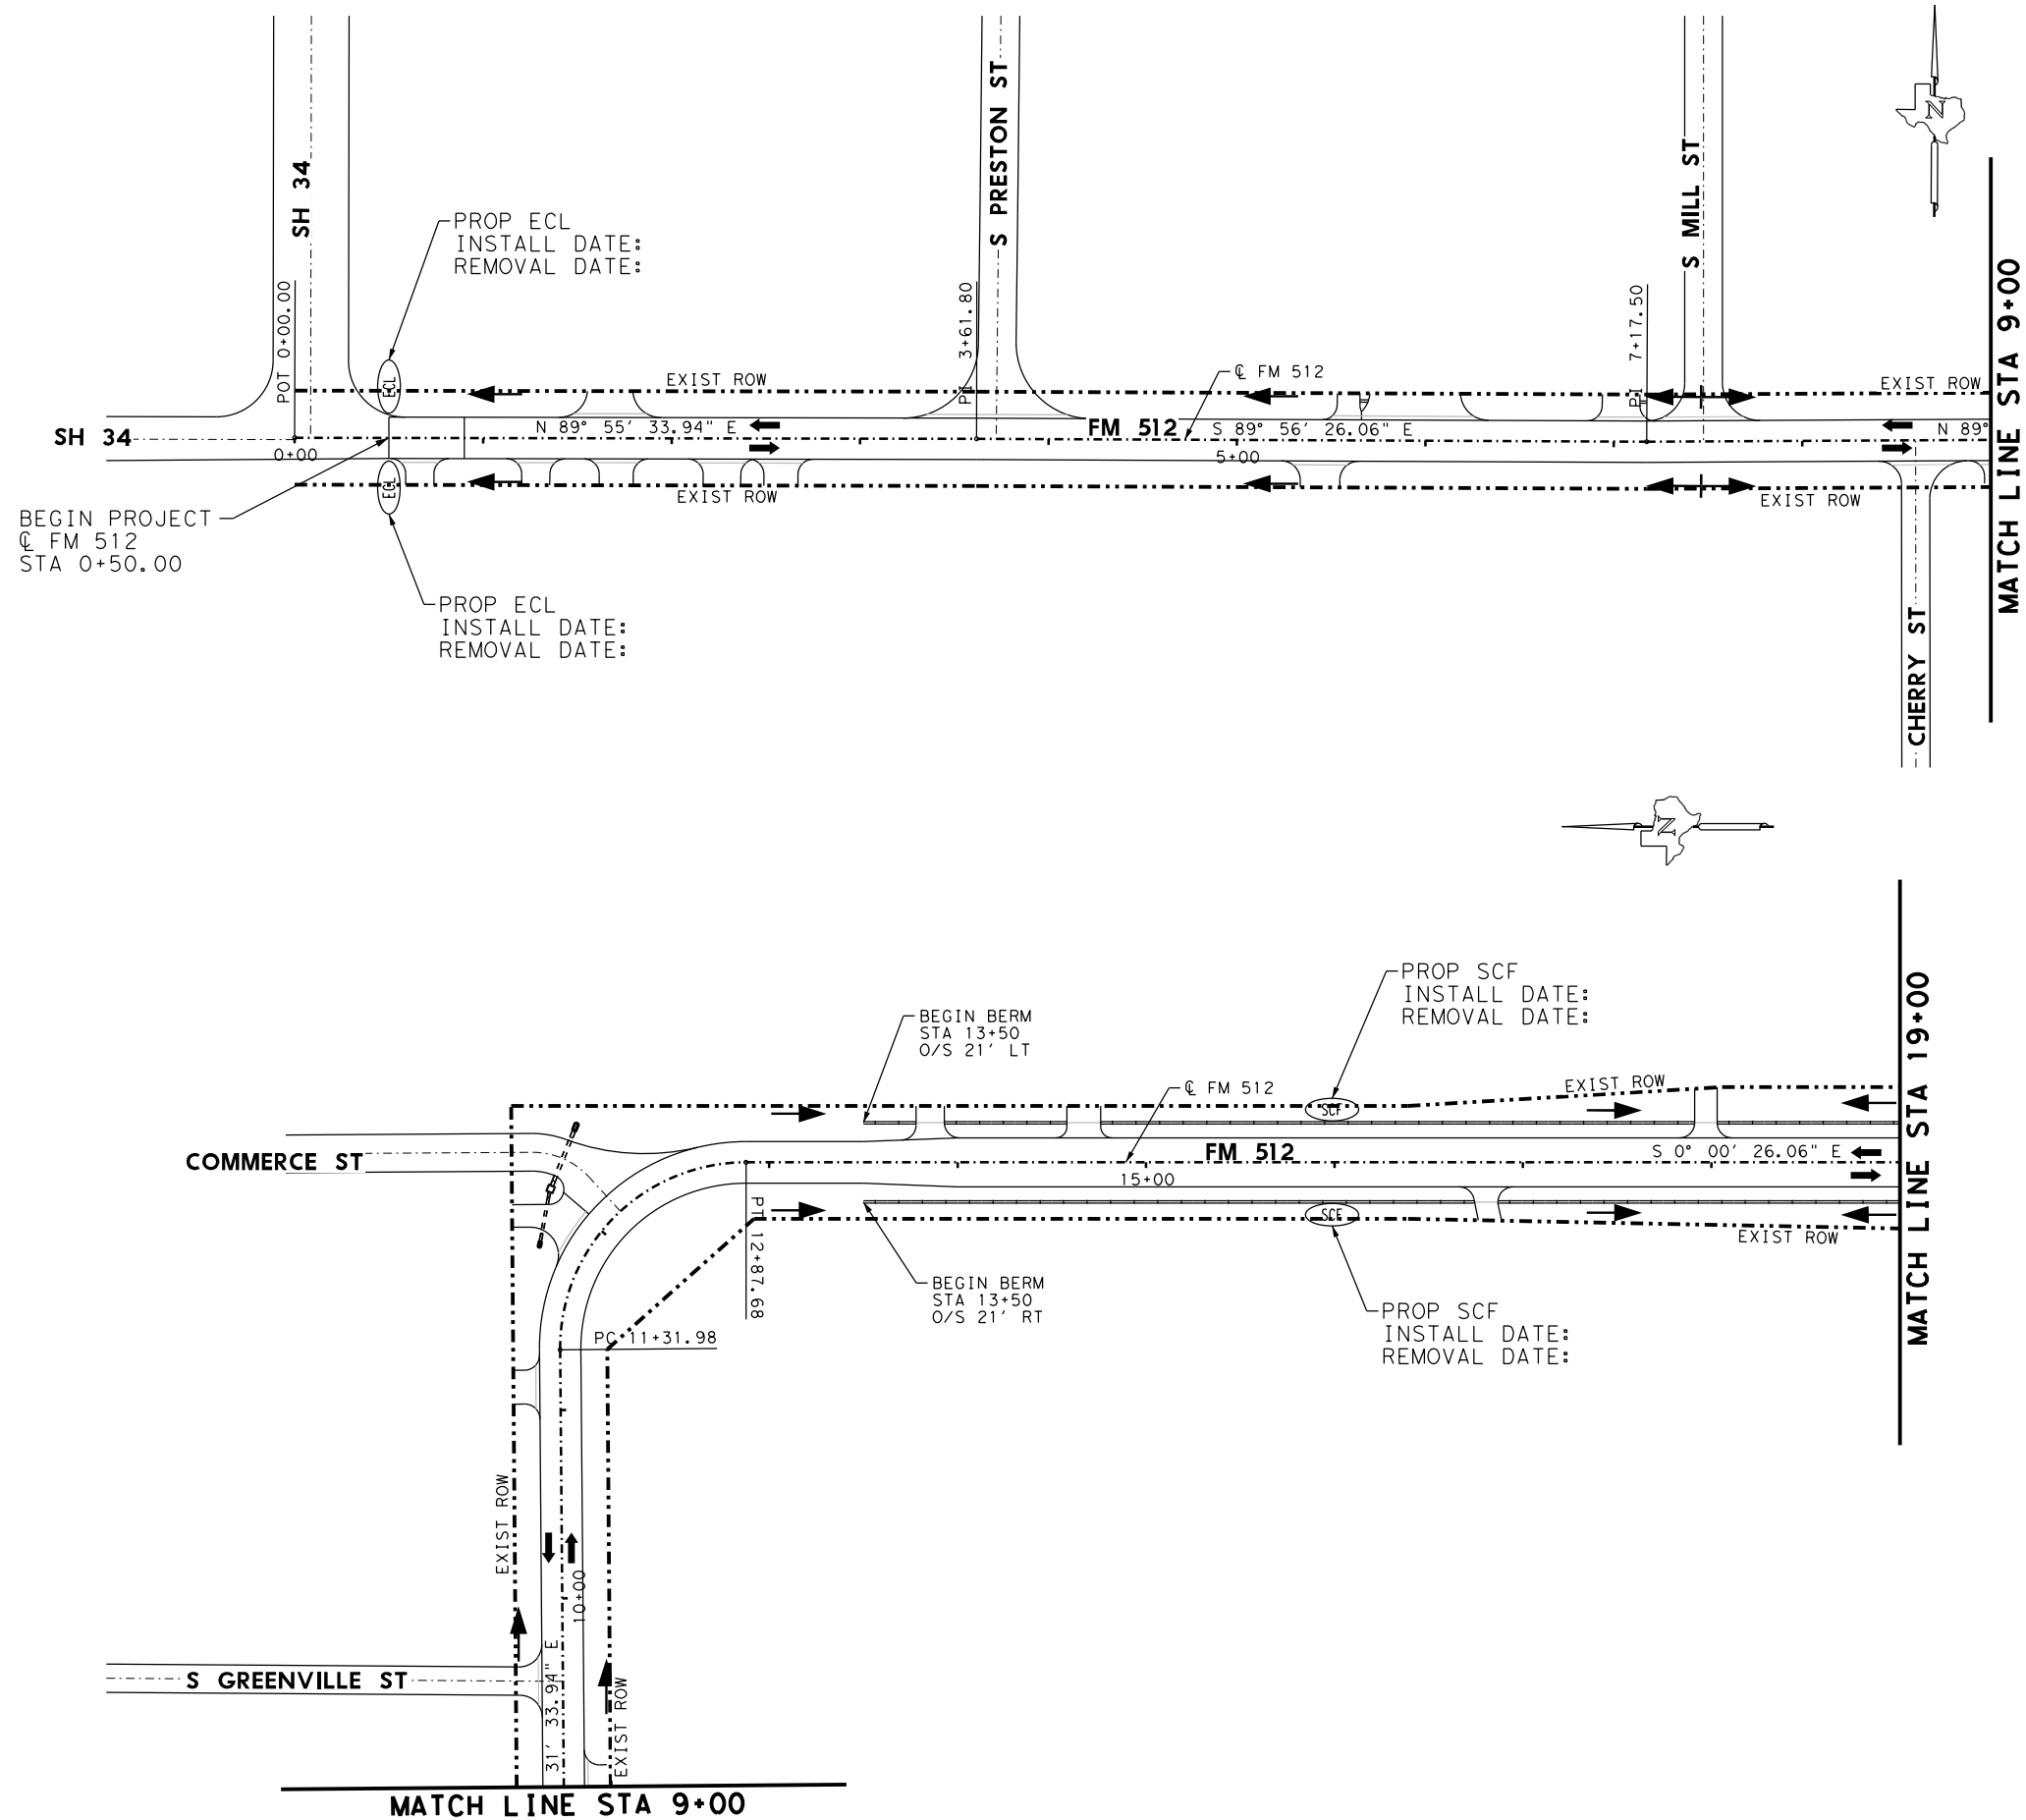 SH 34
S PRESTON ST
S MILL ST
N
PROP ECL
INSTALL DATE:
REMOVAL DATE:
POT 0+00.00
PI 3+61.80
PI 7+17.50
ECL
EXIST ROW
℄ FM 512
EXIST ROW
SH 34
N 89° 55′ 33.94" E
FM 512
S 89° 56′ 26.06" E
N 89°
0+00
5+00
ECL
EXIST ROW
EXIST ROW
BEGIN PROJECT
℄ FM 512
STA 0+50.00
PROP ECL
INSTALL DATE:
REMOVAL DATE:
CHERRY ST
MATCH LINE STA 9+00
N
PROP SCF
INSTALL DATE:
REMOVAL DATE:
BEGIN BERM
STA 13+50
O/S 21′ LT
℄ FM 512
EXIST ROW
SCF
COMMERCE ST
FM 512
S 0° 00′ 26.06" E
15+00
PT 12+87.68
SCF
EXIST ROW
BEGIN BERM
STA 13+50
O/S 21′ RT
PROP SCF
INSTALL DATE:
REMOVAL DATE:
MATCH LINE STA 19+00
PC 11+31.98
EXIST ROW
10+00
S GREENVILLE ST
31′ 33.94" E
EXIST ROW
MATCH LINE STA 9+00